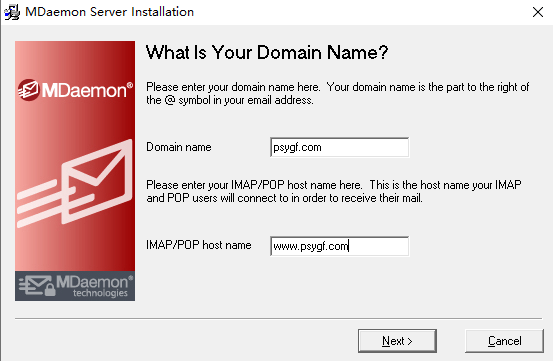 MDaemon Server Installation
What Is Your Domain Name?
Please enter your domain name here. Your domain name is the part to the right of
the @ symbol in your email address.
MDaemon®
Domain name
psygf.com
Please enter your IMAP/POP host name here. This is the host name your IMAP
and POP users will connect to in order to receive their mail.
IMAP/POP host name
www.psygf.com
MDaemon
technologies
Next >
Cancel